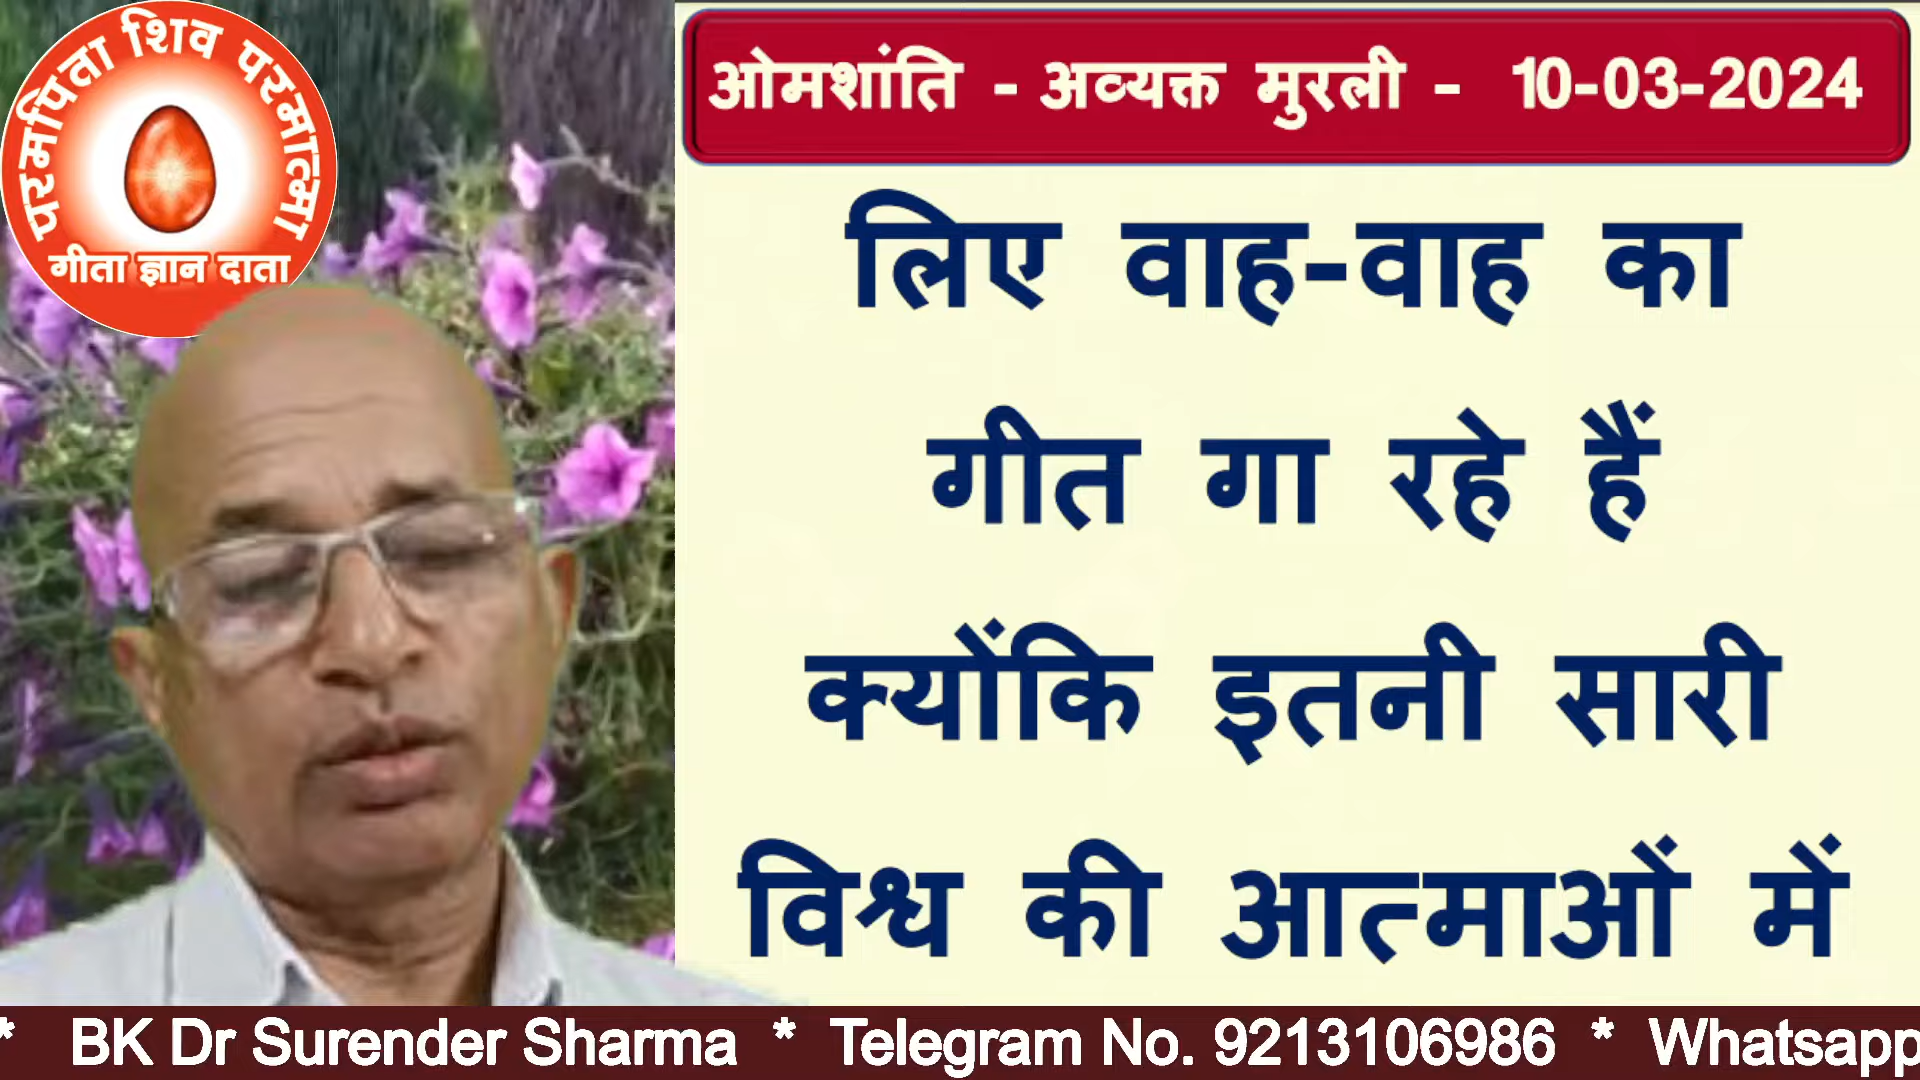 परमपिता शिव परमात्मा
गीता ज्ञान दाता
ओमशांति - अव्यक्त मुरली - 10-03-2024
लिए वाह-वाह का
गीत गा रहे हैं
क्योंकि इतनी सारी
विश्व की आत्माओं में
* BK Dr Surender Sharma * Telegram No. 9213106986 * Whatsapp